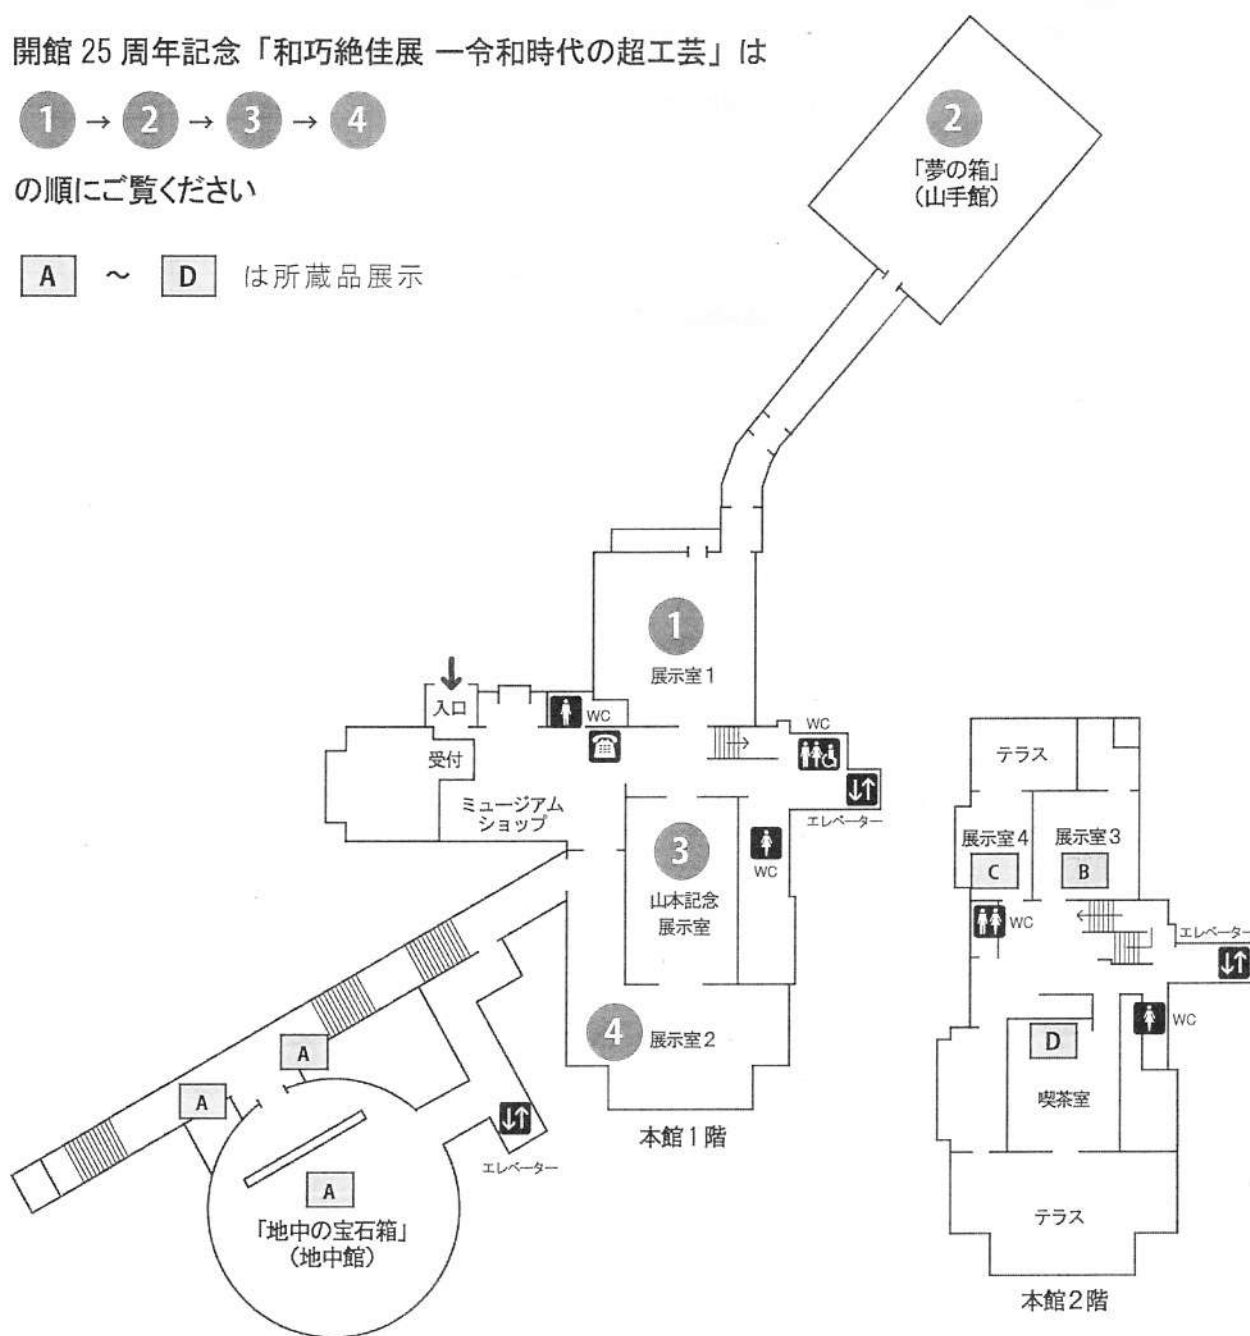 開館 25 周年記念「和巧絶佳展 ―令和時代の超工芸」は
1 → 2 → 3 → 4
の順にご覧ください
A ～ D は所蔵品展示
2
「夢の箱」
（山手館）
1
展示室1
入口
WC
WC
受付
ミュージアム
ショップ
エレベーター
3
WC
山本記念
展示室
4
展示室2
本館1階
A
A
エレベーター
A
「地中の宝石箱」
（地中館）
テラス
展示室4
展示室3
C
B
WC
エレベーター
WC
D
喫茶室
テラス
本館2階